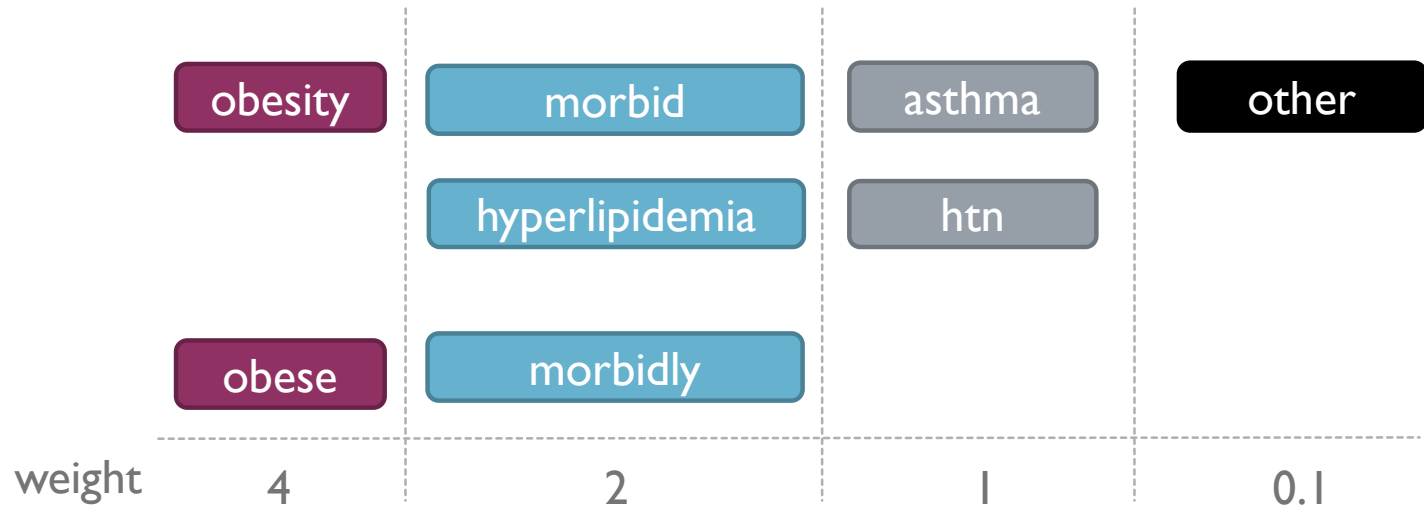 obesity morbid asthma other
hyperlipidemia htn
obese morbidly
weight 4 2 1 0.1